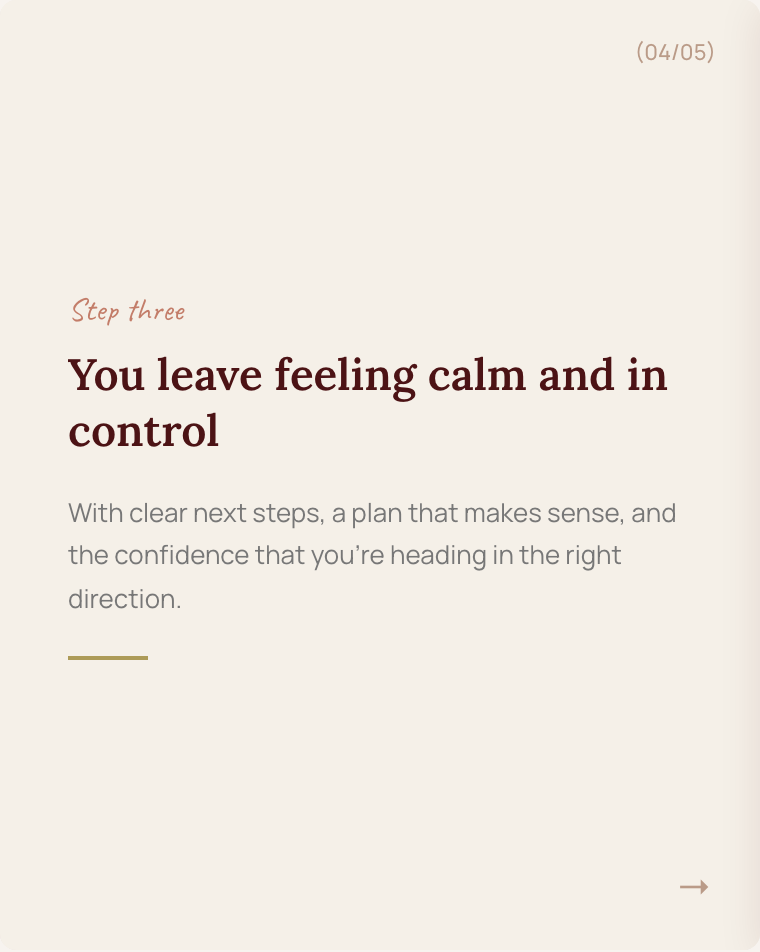 (04/05)
Step three
You leave feeling calm and in
control
With clear next steps, a plan that makes sense, and
the confidence that you’re heading in the right
direction.